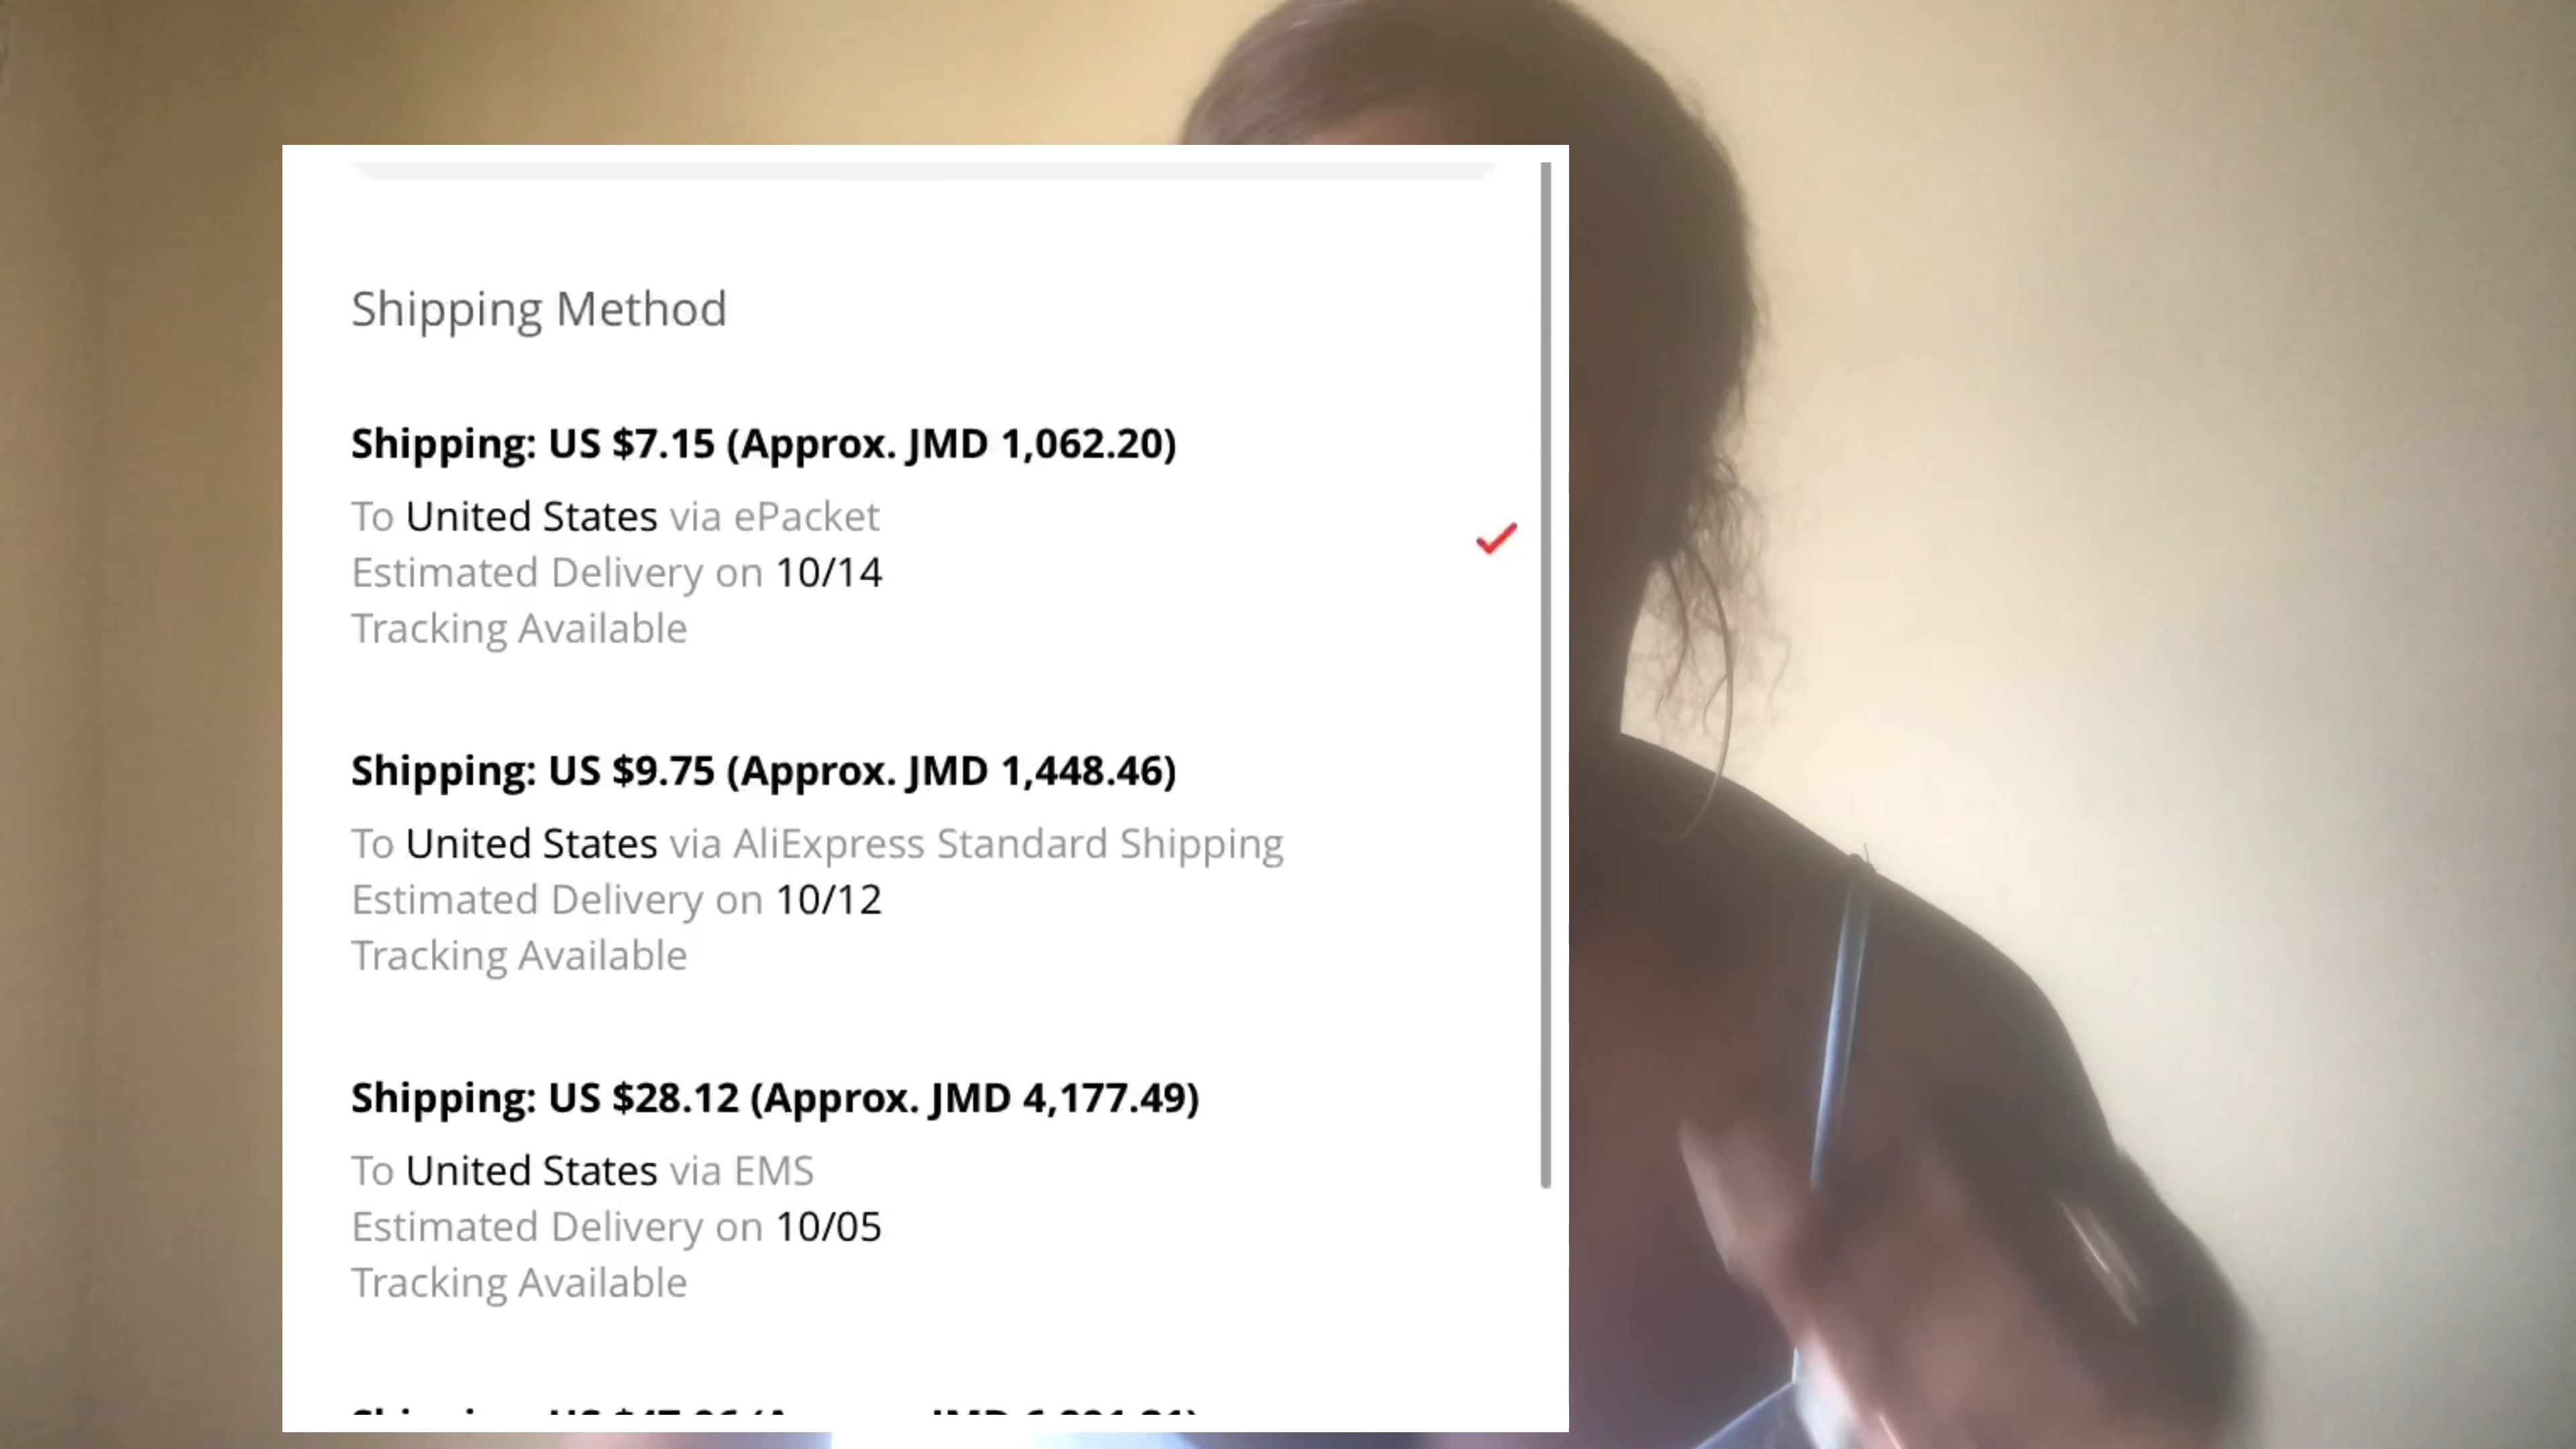 Shipping Method
Shipping: US $7.15 (Approx. JMD 1,062.20)
To United States via ePacket
Estimated Delivery on 10/14
Tracking Available
Shipping: US $9.75 (Approx. JMD 1,448.46)
To United States via AliExpress Standard Shipping
Estimated Delivery on 10/12
Tracking Available
Shipping: US $28.12 (Approx. JMD 4,177.49)
To United States via EMS
Estimated Delivery on 10/05
Tracking Available